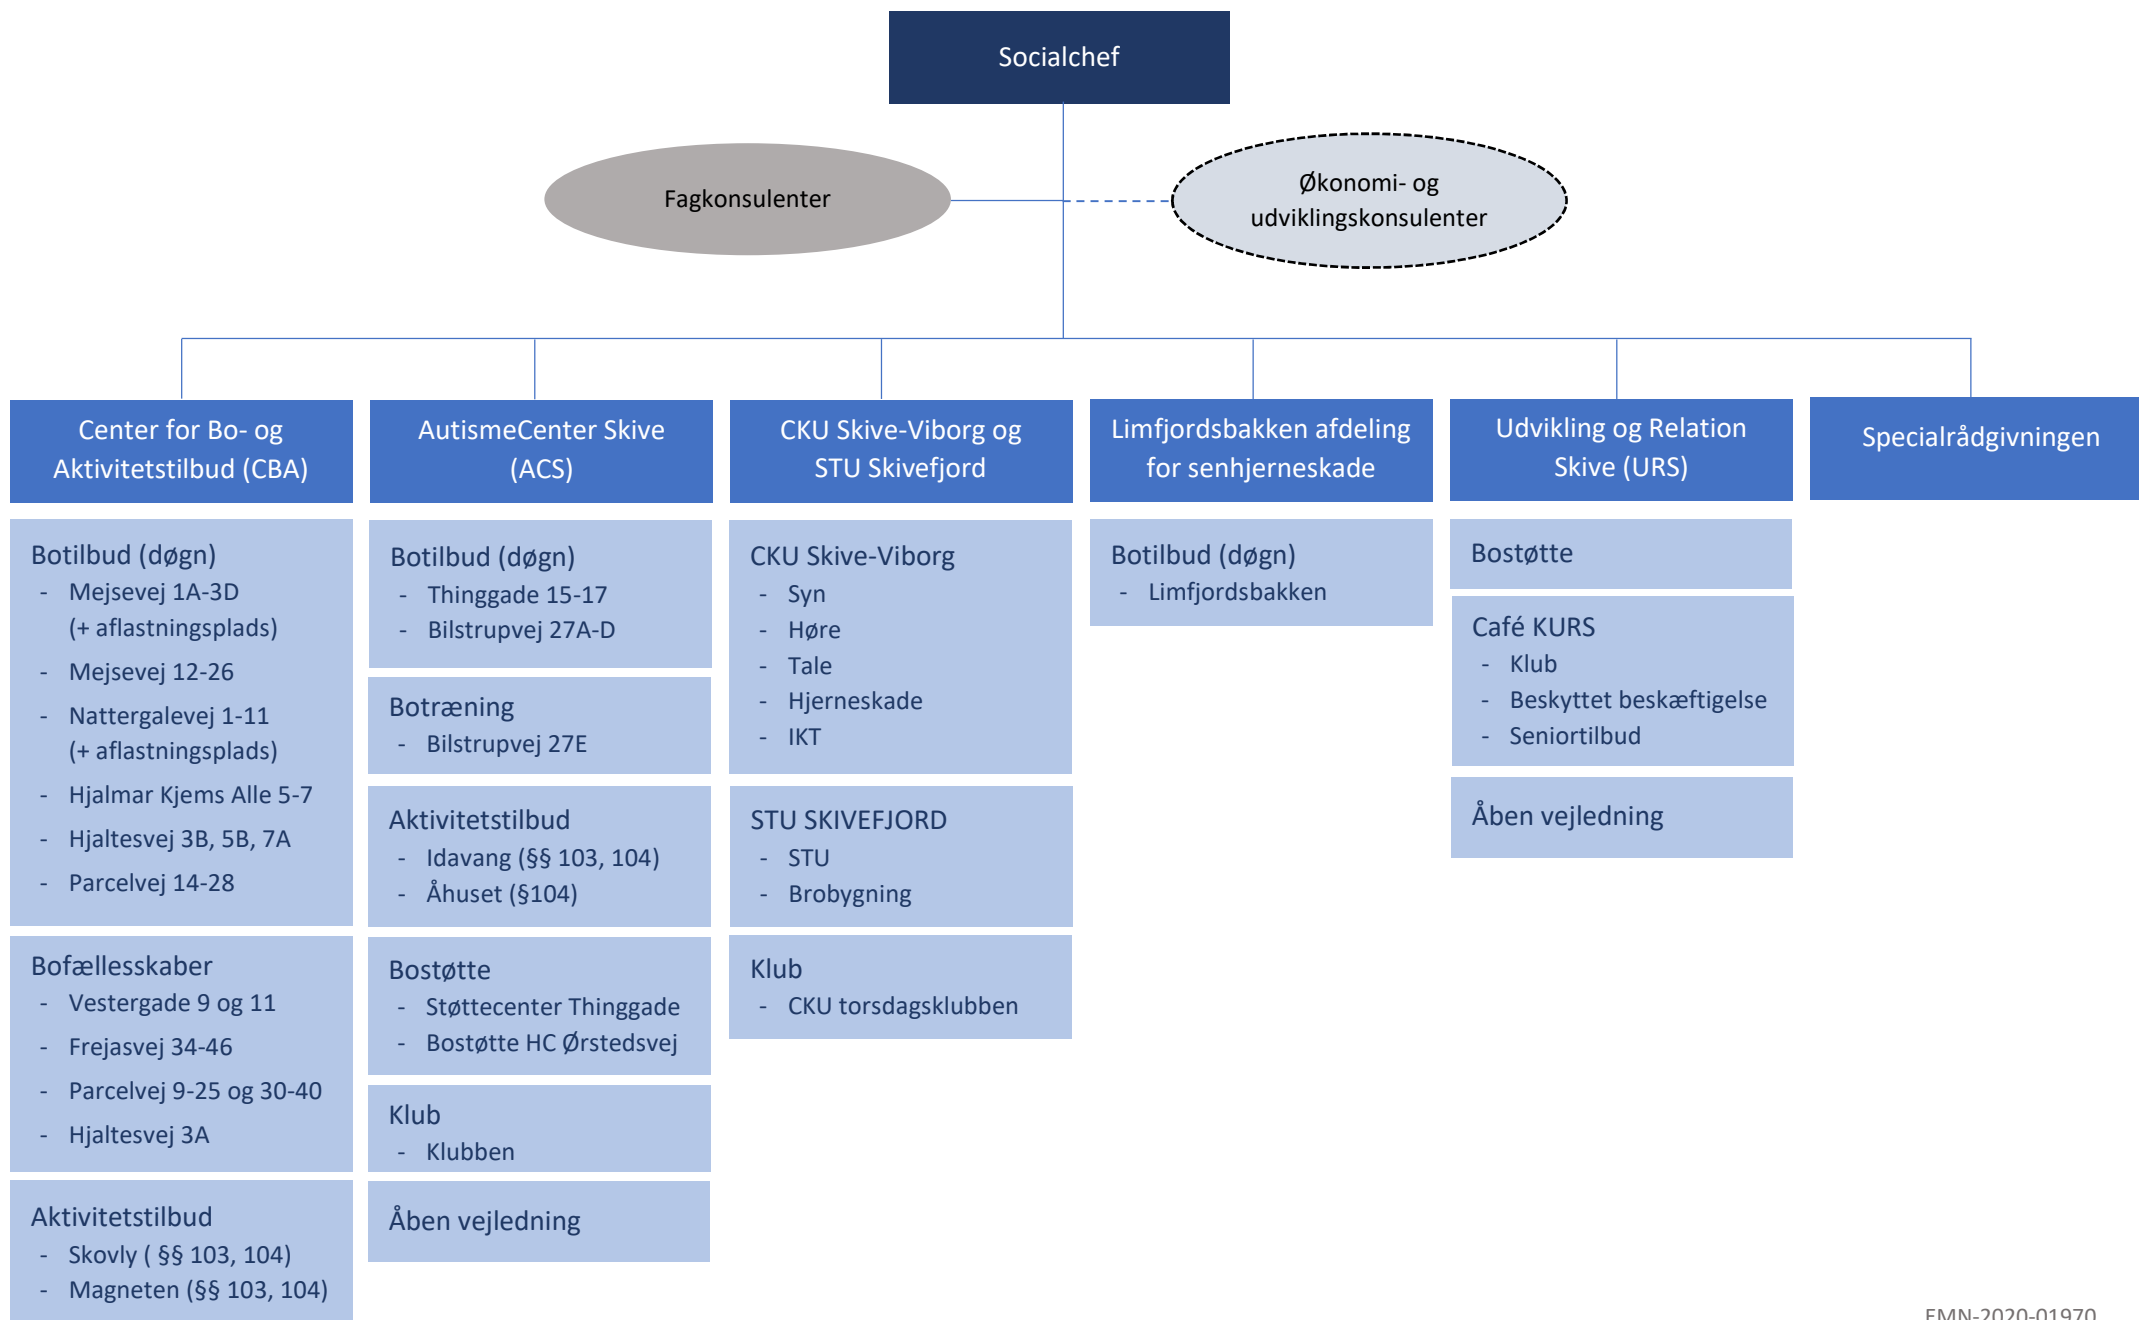 Socialchef
Fagkonsulenter
Økonomi- og
udviklingskonsulenter
Center for Bo- og
Aktivitetstilbud (CBA)
Botilbud (døgn)
- Mejsevej 1A-3D
(+ aflastningsplads)
- Mejsevej 12-26
- Nattergalevej 1-11
(+ aflastningsplads)
- Hjalmar Kjems Alle 5-7
- Hjaltesvej 3B, 5B, 7A
- Parcelvej 14-28
Bofællesskaber
- Vestergade 9 og 11
- Frejasvej 34-46
- Parcelvej 9-25 og 30-40
- Hjaltesvej 3A
Aktivitetstilbud
- Skovly ( §§ 103, 104)
- Magneten (§§ 103, 104)
AutismeCenter Skive
(ACS)
Botilbud (døgn)
- Thinggade 15-17
- Bilstrupvej 27A-D
Botræning
- Bilstrupvej 27E
Aktivitetstilbud
- Idavang (§§ 103, 104)
- Åhuset (§104)
Bostøtte
- Støttecenter Thinggade
- Bostøtte HC Ørstedsvej
Klub
- Klubben
Åben vejledning
CKU Skive-Viborg og
STU Skivefjord
CKU Skive-Viborg
- Syn
- Høre
- Tale
- Hjerneskade
- IKT
STU SKIVEFJORD
- STU
- Brobygning
Klub
- CKU torsdagsklubben
Limfjordsbakken afdeling
for senhjerneskade
Botilbud (døgn)
- Limfjordsbakken
Udvikling og Relation
Skive (URS)
Bostøtte
Café KURS
- Klub
- Beskyttet beskæftigelse
- Seniortilbud
Åben vejledning
Specialrådgivningen
EMN-2020-01970